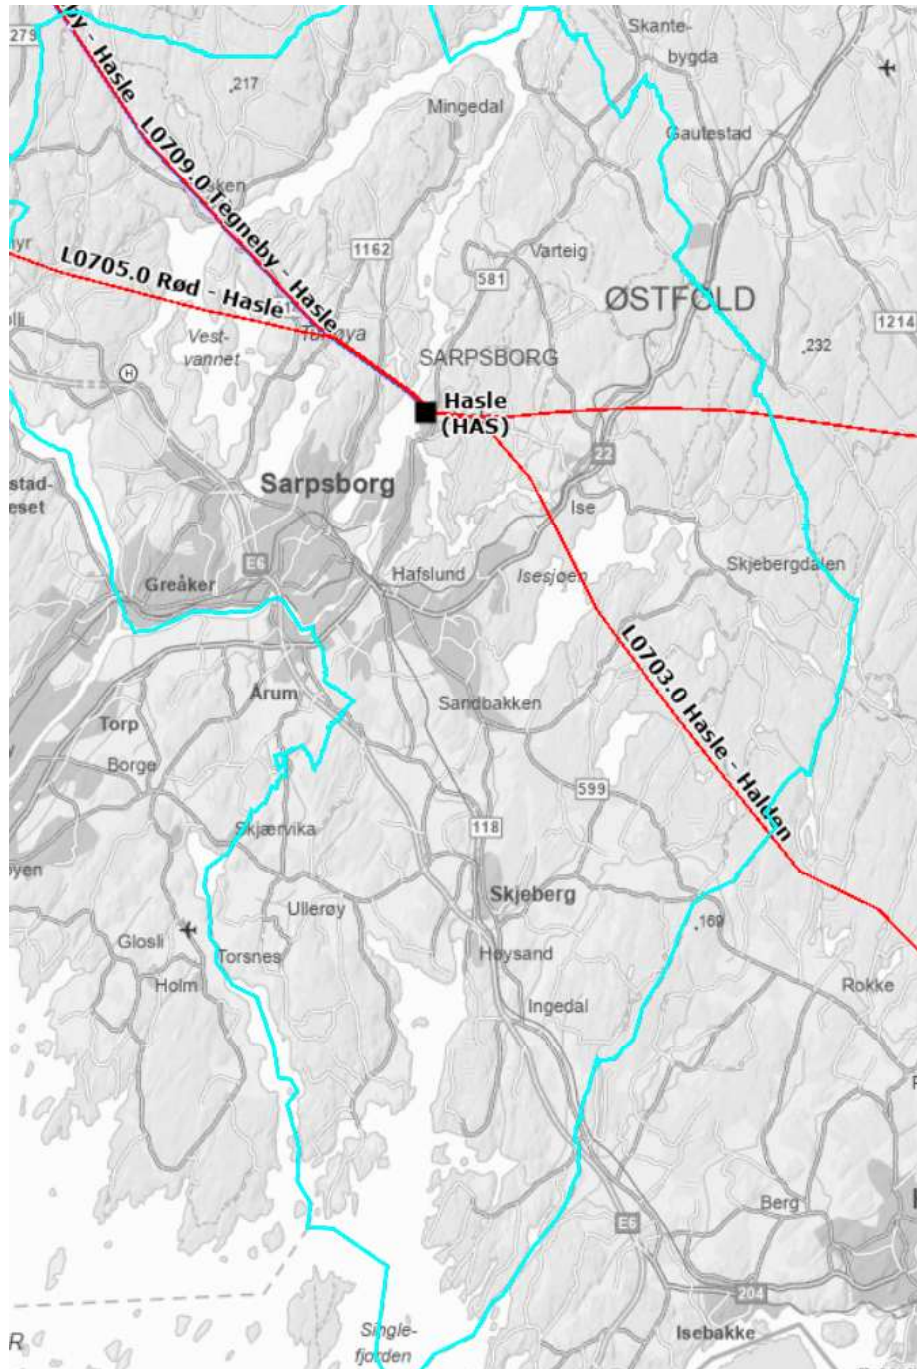 Skante-
bygda
279
by - Hasle
217
Mingedal
Gautestad
L0709.0 Tegneby - Hasle
1162
Varteig
581
L0705.0 Rød - Hasle
ØSTFOLD
1214
Vest-
vannet
232
SARPSBORG
H
Hasle
(HAS)
22
Sarpsborg
Ise
E6
Greåker
Hafslund
Isesjøen
Skjebergdalen
L0703.0 Hasle - Halden
Årum
Sandbakken
Torp
Borge
599
Skjærvika
118
Skjeberg
Ullerøy
169
Glosli
Torsnes
Høysand
Holm
Rokke
Ingedal
Berg
E6
204
Isebakke
Single-
fjorden
R